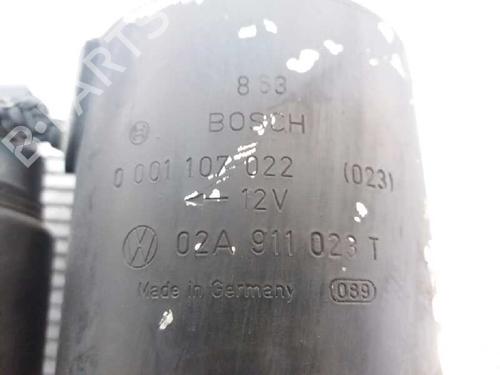 863
BOSCH
0 001 107 022 (023)
12V
02A 911 023 T
Made in Germany 089